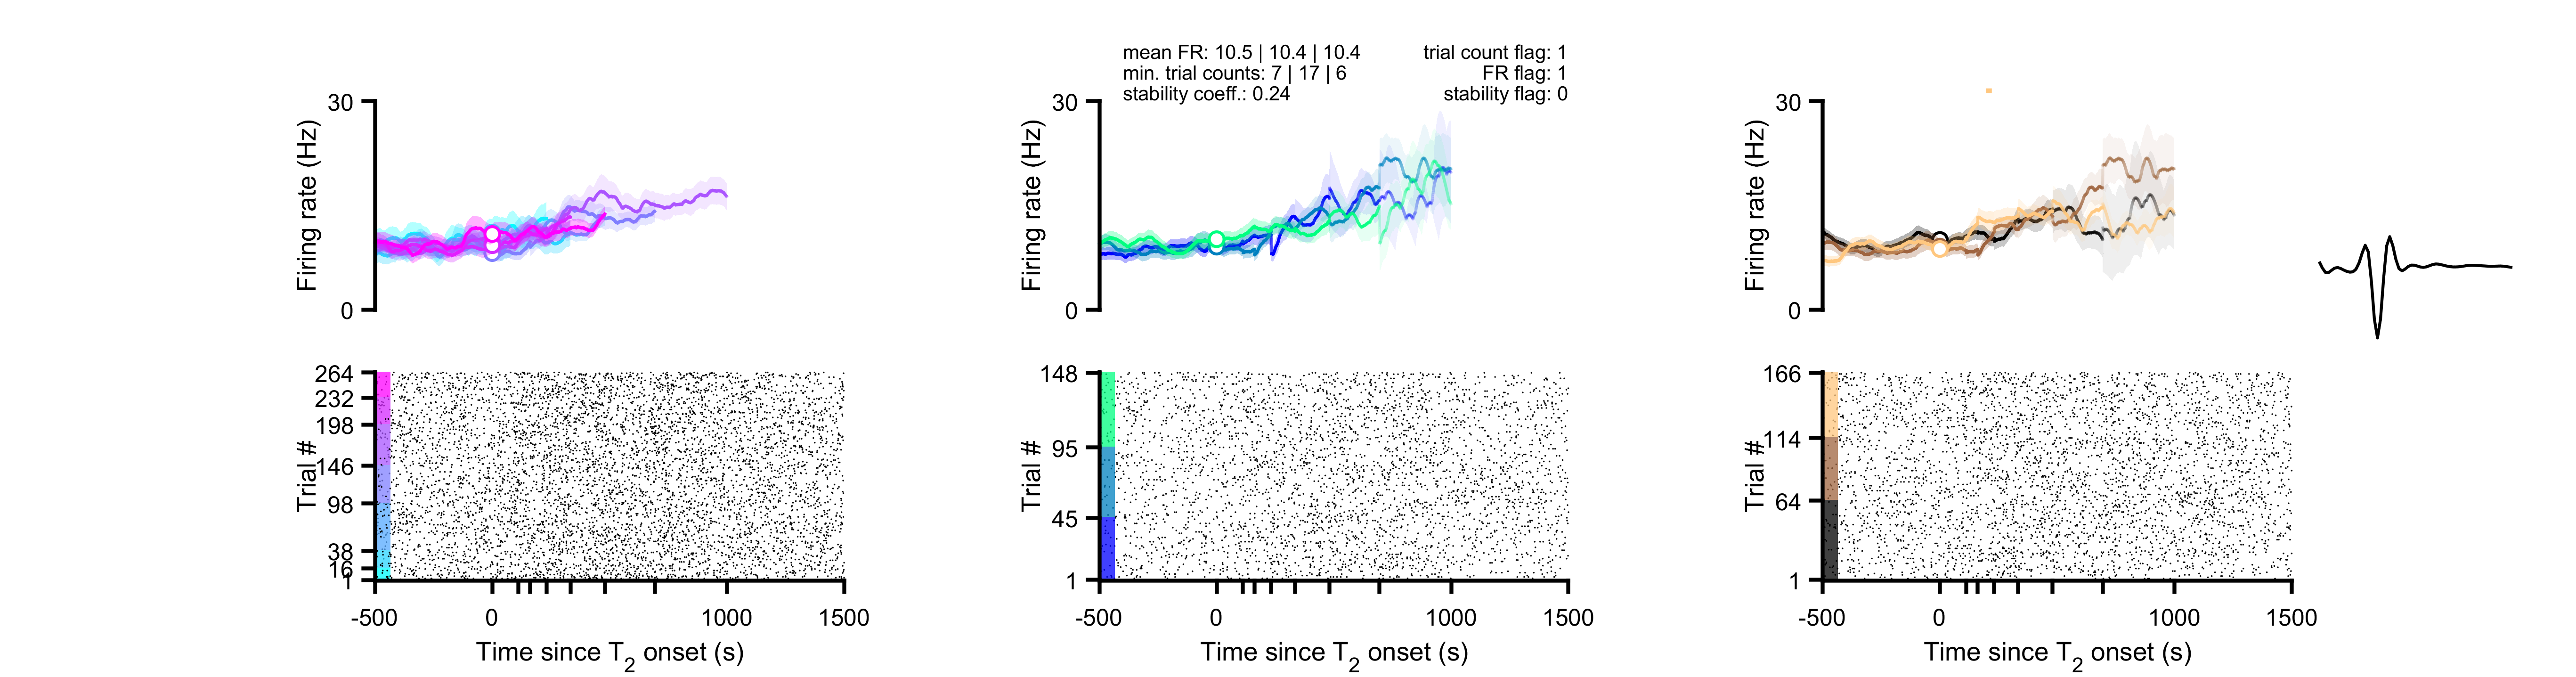 mean FR: 10.5 | 10.4 | 10.4
min. trial counts: 7 | 17 | 6
stability coeff.: 0.24
trial count flag: 1
FR flag: 1
stability flag: 0
30
0
Firing rate (Hz)
264
232
198
146
98
38
16
1
Trial #
-500
0
1000
1500
Time since T2 onset (s)
30
0
Firing rate (Hz)
148
95
45
1
Trial #
-500
0
1000
1500
Time since T2 onset (s)
30
0
Firing rate (Hz)
166
114
64
1
Trial #
-500
0
1000
1500
Time since T2 onset (s)